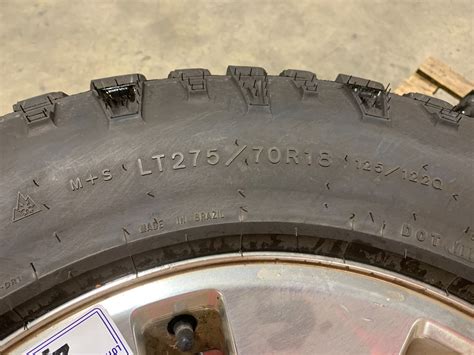 M+S LT275/70R18 125/122Q
MADE IN BRAZIL
DOT